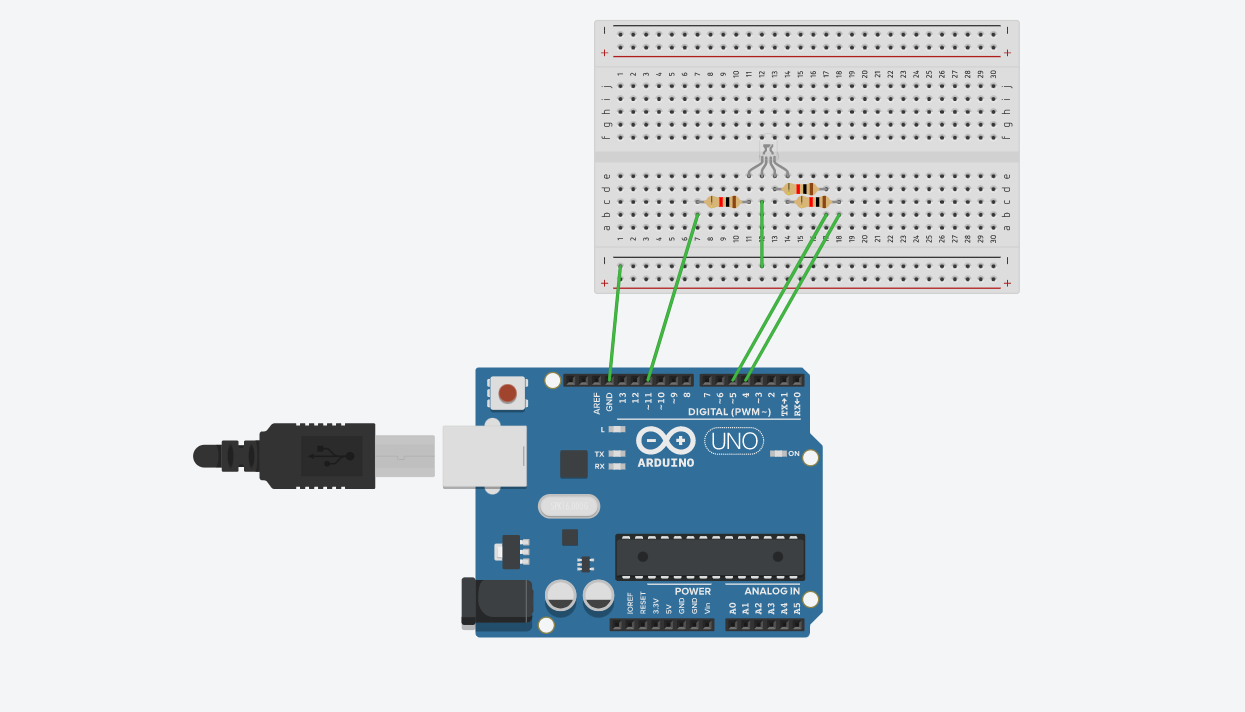 - -
+ +
1 2 3 4 5 6 7 8 9 10 11 12 13 14 15 16 17 18 19 20 21 22 23 24 25 26 27 28 29 30
j j
i i
h h
g g
f f
e e
d d
c c
b b
a a
1 2 3 4 5 6 7 8 9 10 11 12 13 14 15 16 17 18 19 20 21 22 23 24 25 26 27 28 29 30
- -
+ +
AREF GND 13 12 ~11 ~10 ~9 8 7 ~6 ~5 4 ~3 2 TX→1 RX←0
DIGITAL (PWM~)
L
TX
RX
UNO
ARDUINO
ON
POWER ANALOG IN
IOREF RESET 3.3V 5V GND GND Vin A0 A1 A2 A3 A4 A5